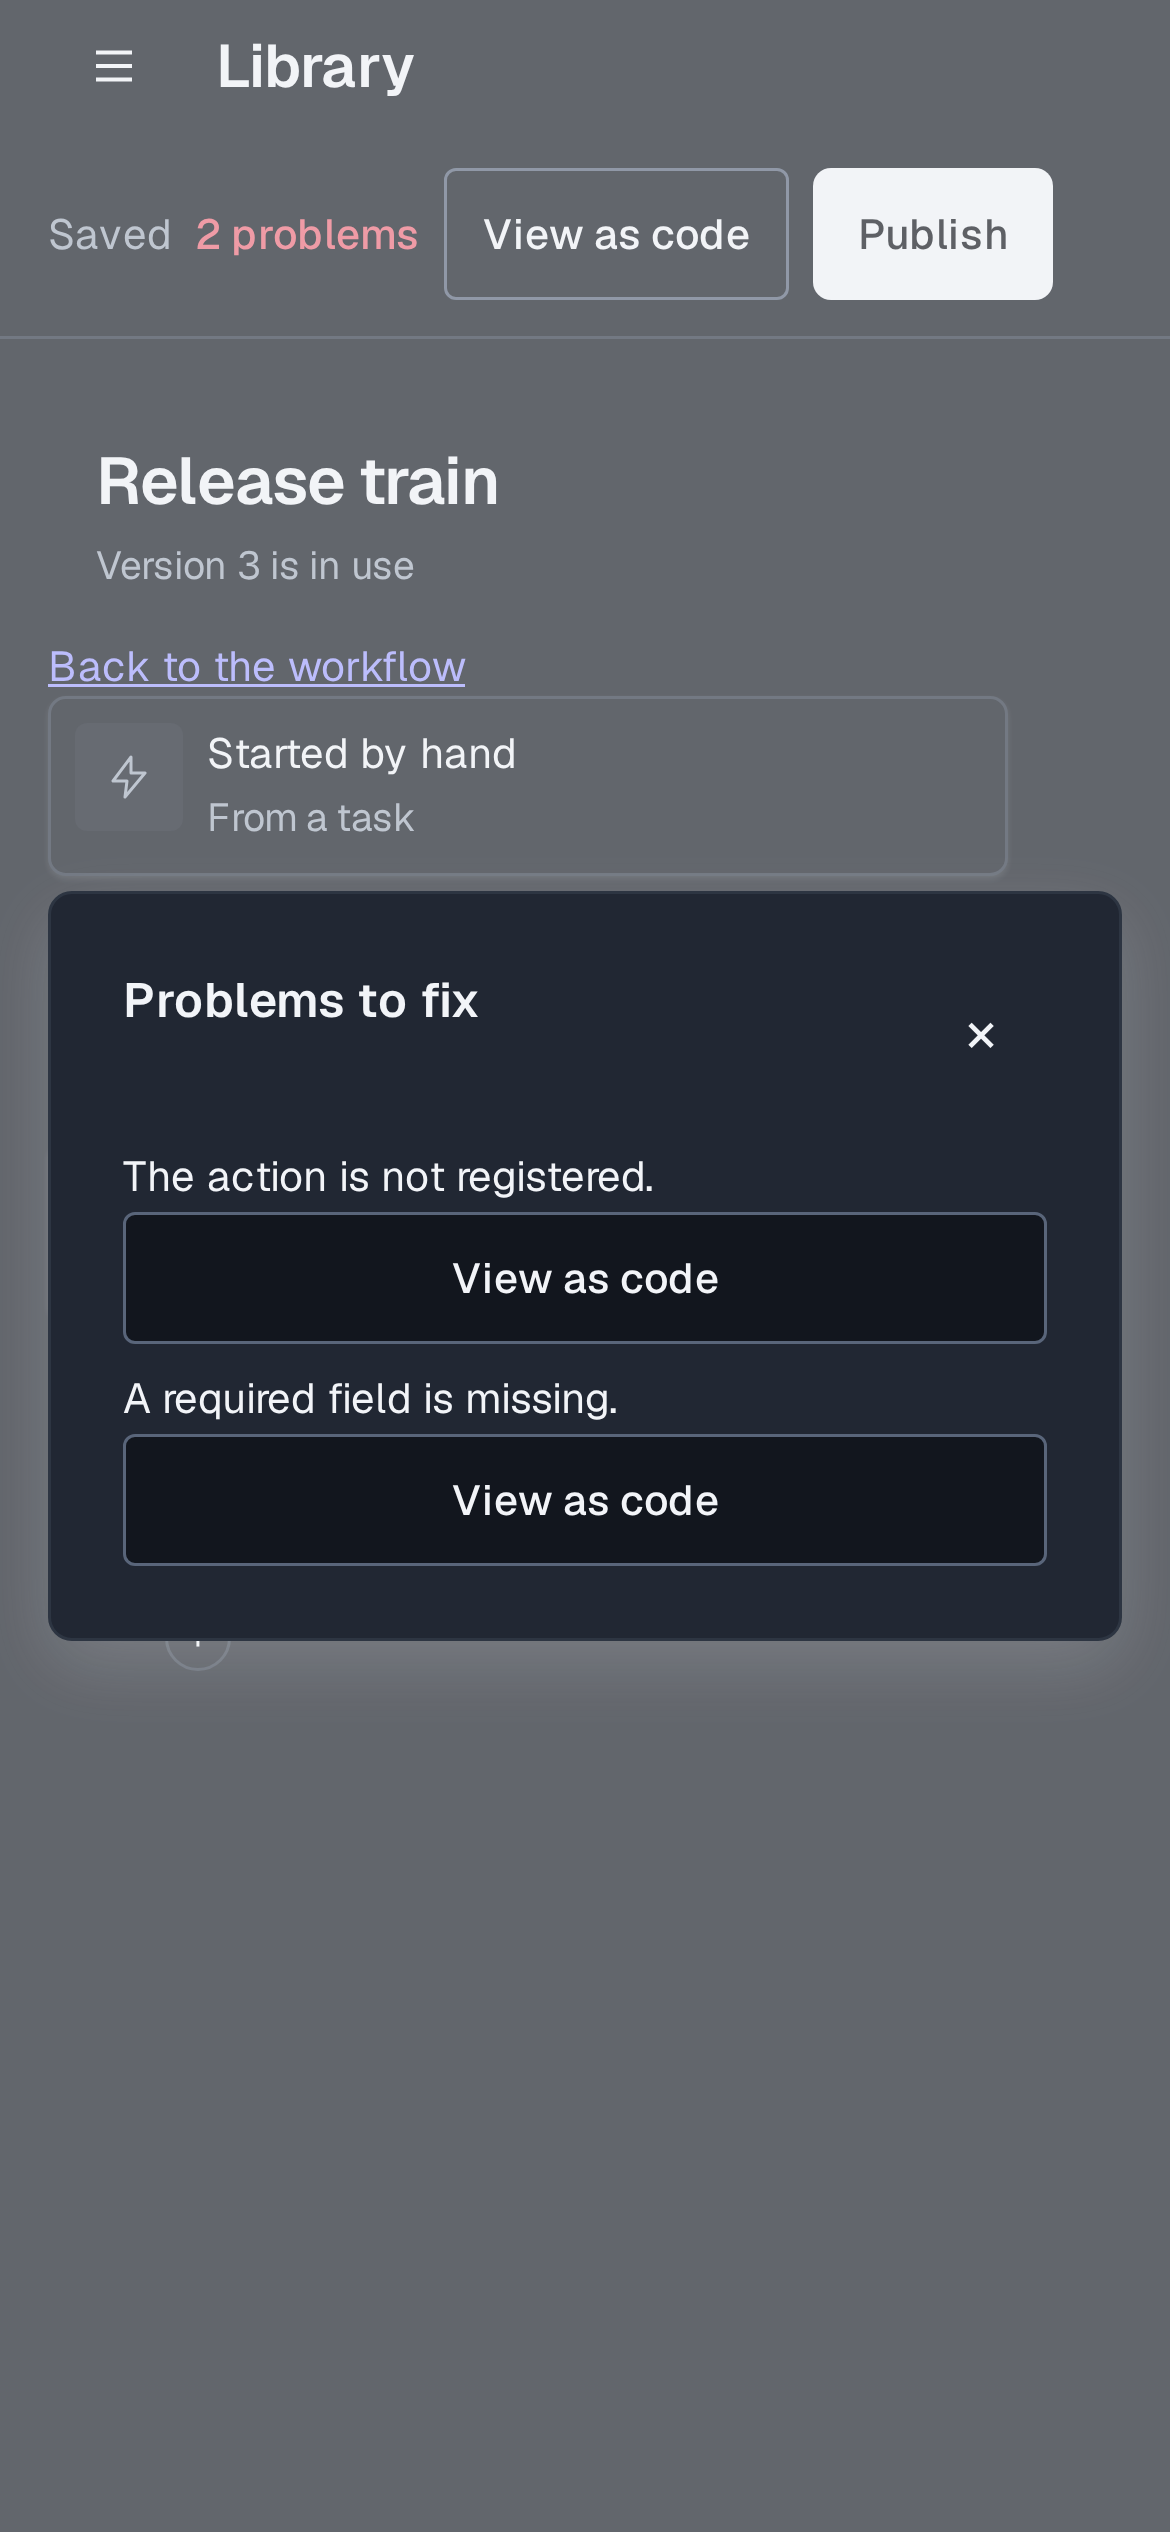 Library
Saved 2 problems View as code Publish
Release train
Version 3 is in use
Back to the workflow
Started by hand
From a task
Problems to fix
The action is not registered.
View as code
A required field is missing.
View as code